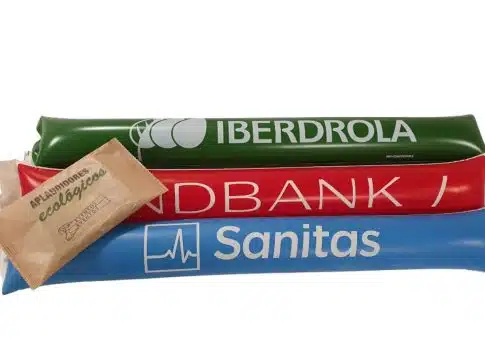 IBERDROLA
NDBANK
Sanitas
APLAUDIDORES
ecológicos